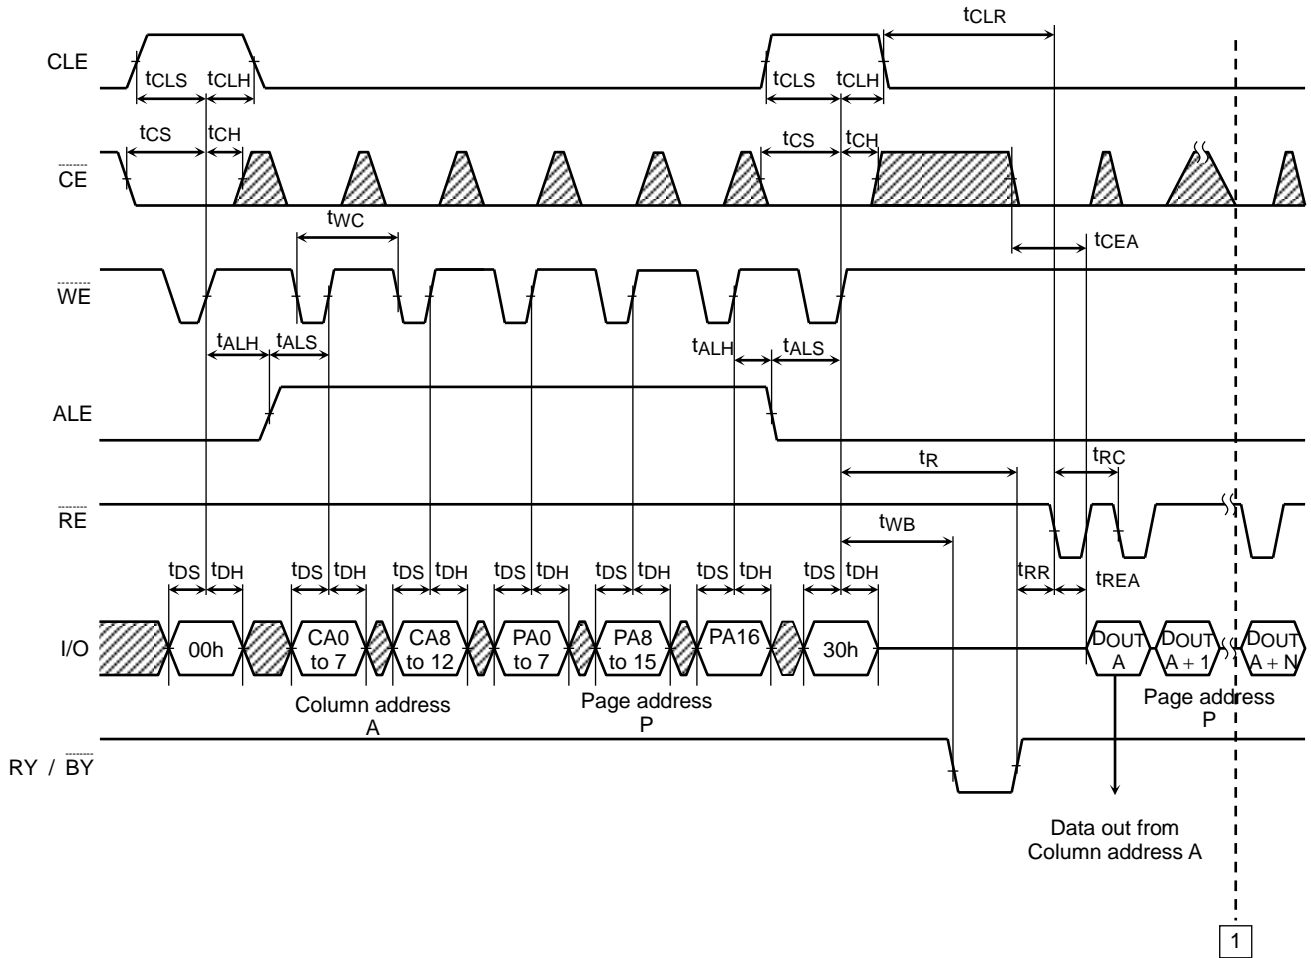 tCLR
CLE
tCLS tCLH tCLS tCLH
tCS tCH tCS tCH
CE
tWC
tCEA
WE
tALH tALS tALH tALS
ALE
tR tRC
RE
tWB
tDS tDH tDS tDH tDS tDH tDS tDH tDS tDH tDS tDH tDS tDH tRR tREA
I/O
00h
CA0
to 7
CA8
to 12
PA0
to 7
PA8
to 15
PA16
30h
DOUT
A
DOUT
A + 1
DOUT
A + N
Column address
A
Page address
P
Page address
P
RY / BY
Data out from
Column address A
1